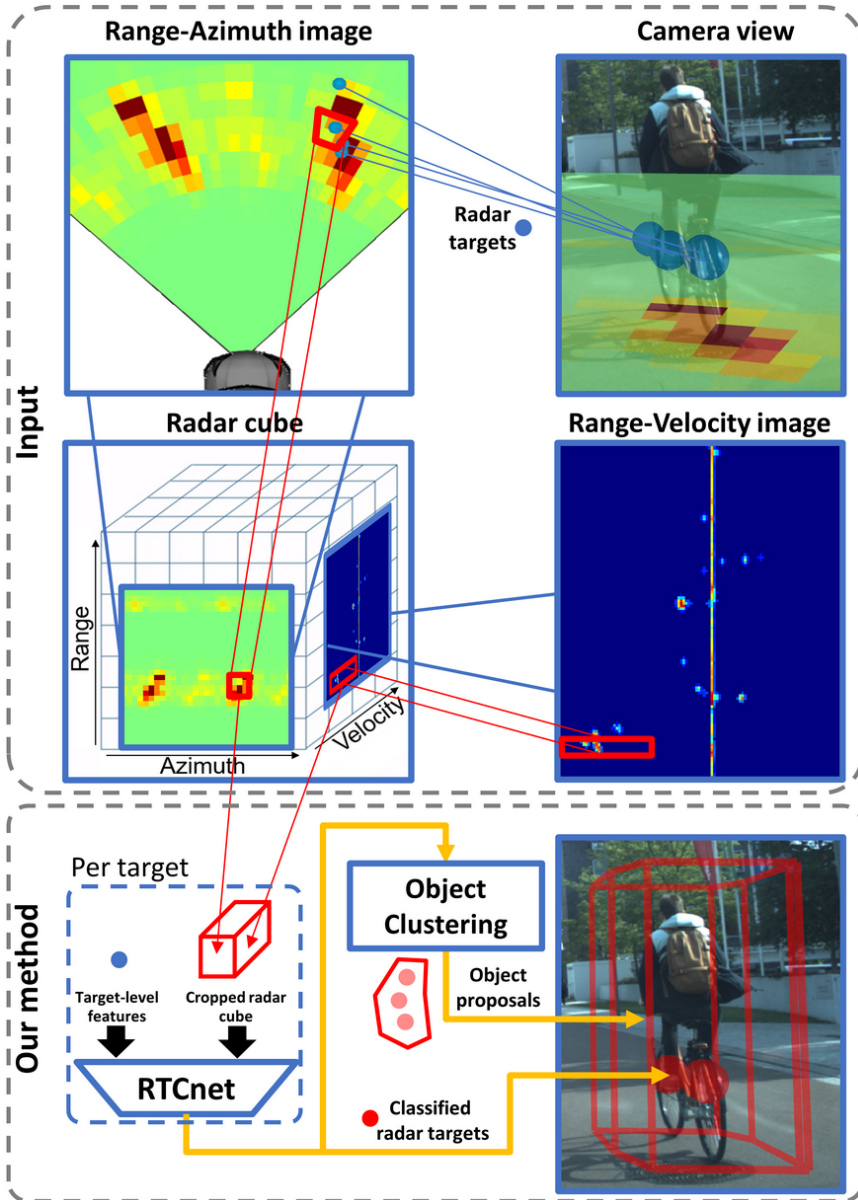 Range-Azimuth image
Camera view
Radar
targets
Input
Radar cube
Range-Velocity image
Range
Azimuth
Velocity
Our method
Per target
Target-level
features
Cropped radar
cube
RTCnet
Object
Clustering
Object
proposals
Classified
radar targets